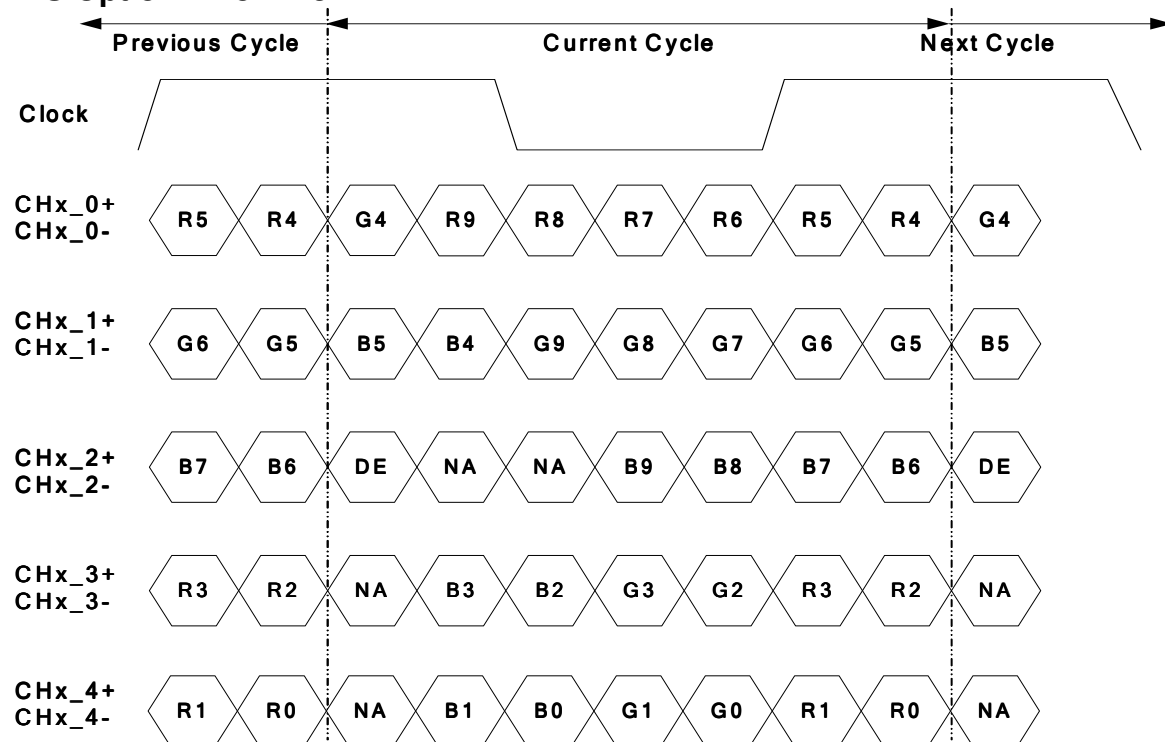 Previous Cycle Current Cycle Next Cycle
Clock
CHx_0+
CHx_0-
R5 R4 G4 R9 R8 R7 R6 R5 R4 G4
CHx_1+
CHx_1-
G6 G5 B5 B4 G9 G8 G7 G6 G5 B5
CHx_2+
CHx_2-
B7 B6 DE NA NA B9 B8 B7 B6 DE
CHx_3+
CHx_3-
R3 R2 NA B3 B2 G3 G2 R3 R2 NA
CHx_4+
CHx_4-
R1 R0 NA B1 B0 G1 G0 R1 R0 NA